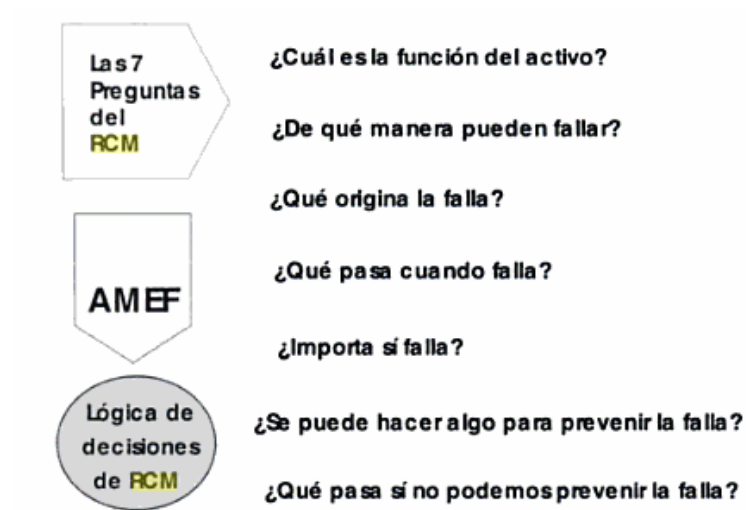 Las 7
Preguntas
del
RCM
¿Cuál es la función del activo?
¿De qué manera pueden fallar?
¿Qué origina la falla?
AMEF
¿Qué pasa cuando falla?
¿Importa sí falla?
Lógica de
decisiones
de RCM
¿Se puede hacer algo para prevenir la falla?
¿Qué pasa sí no podemos prevenir la falla?